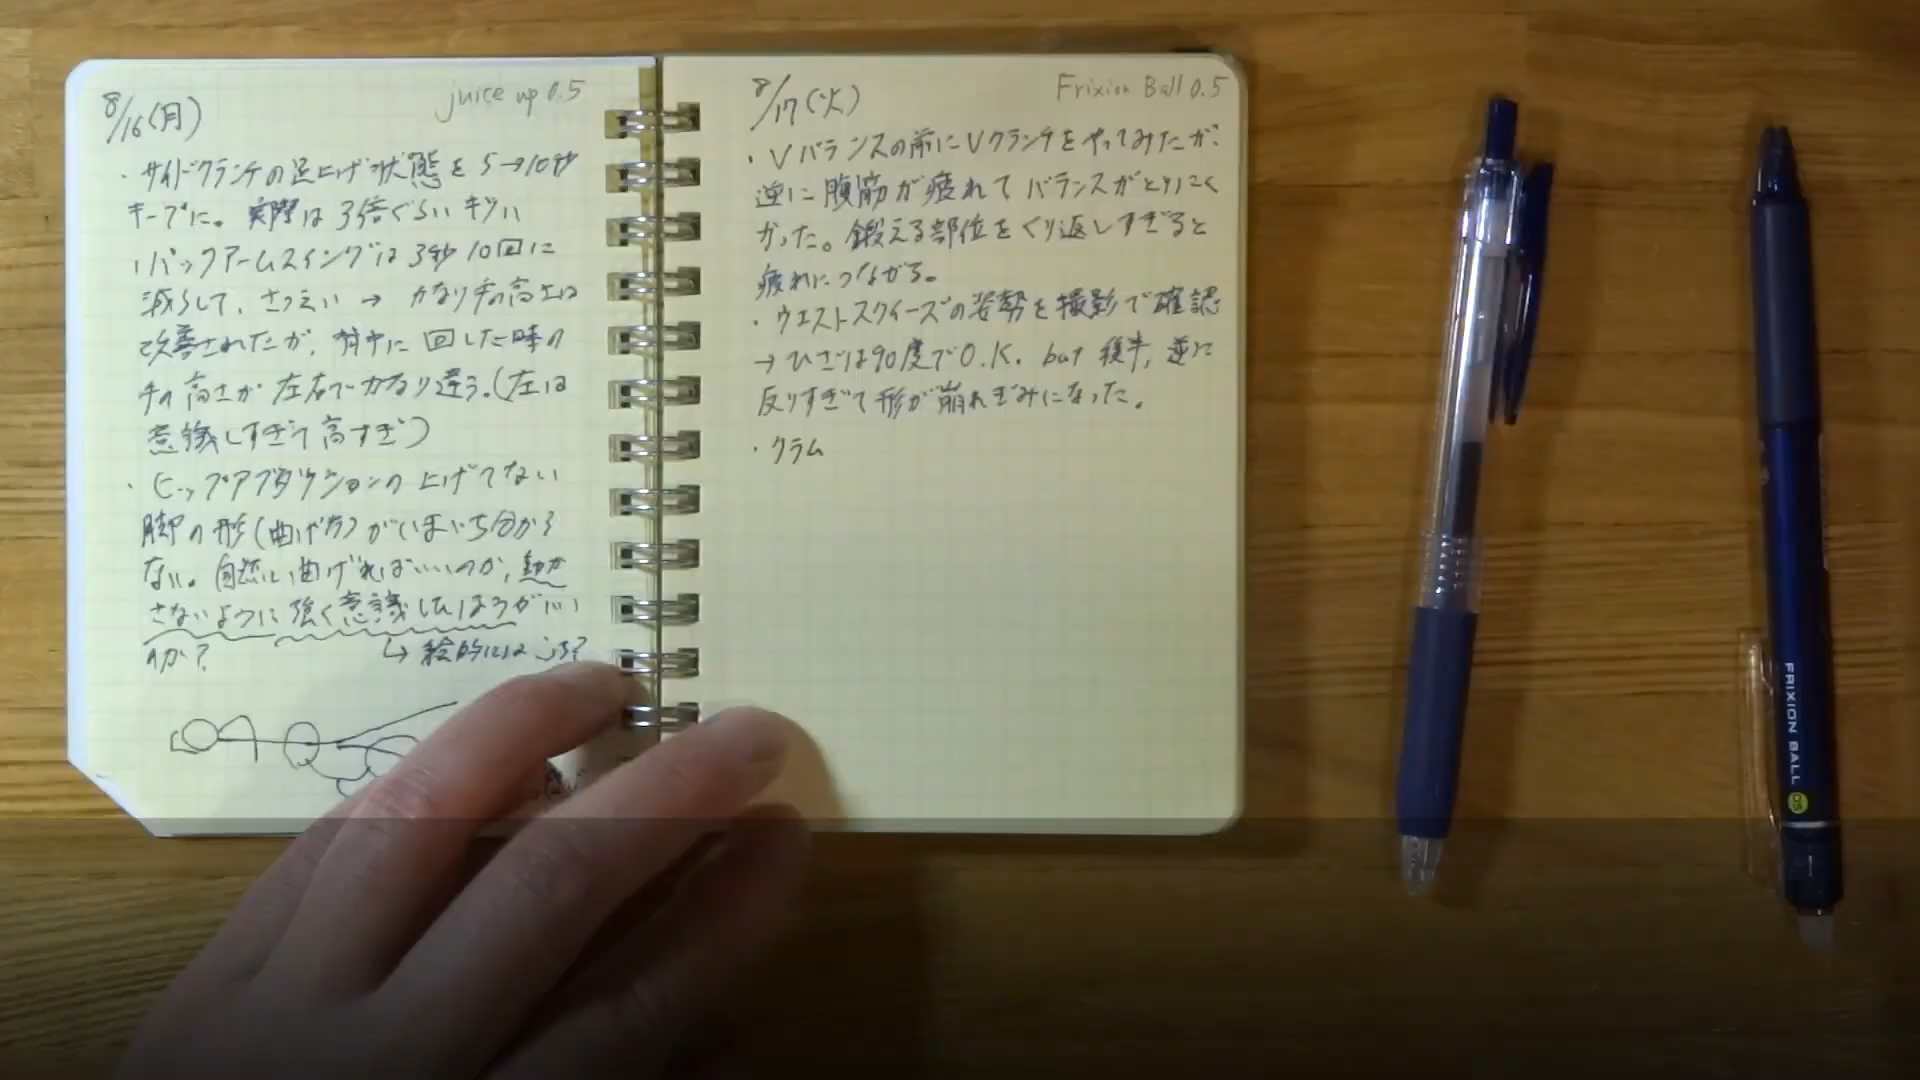 8/16(月)
juice up 0.5
・サイドクランチの足上げ状態を5→10秒
キープに。実際は3倍ぐらいキツい
バックアームスイングは3秒10回に
減らして、さつえい→かなり手の高さは
改善されたが、背中に回した時の
手の高さが左右でかなり違う。(左は
意識しすぎて高すぎ)
・ヒップアブダクションの上げてない
脚の形(曲げ方)がいまいち分から
ない。自然に曲げればいいのか、動か
さないように強く意識したほうがいい
のか?
↳絵的には
8/17(火)
Frixion Ball 0.5
・Vバランスの前にVクランチをやってみたが、
逆に腹筋が疲れてバランスがとりにく
かった。鍛える部位をくり返しすぎると
疲れにつながる。
・ウエストスクイーズの姿勢を撮影で確認
→ひざは90度でO.K. but 後半、逆に
反りすぎて形が崩れぎみになった。
・クラム
FRIXION BALL 05